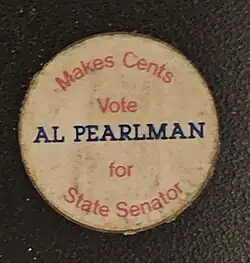 Makes Cents
Vote
AL PEARLMAN
for
State Senator